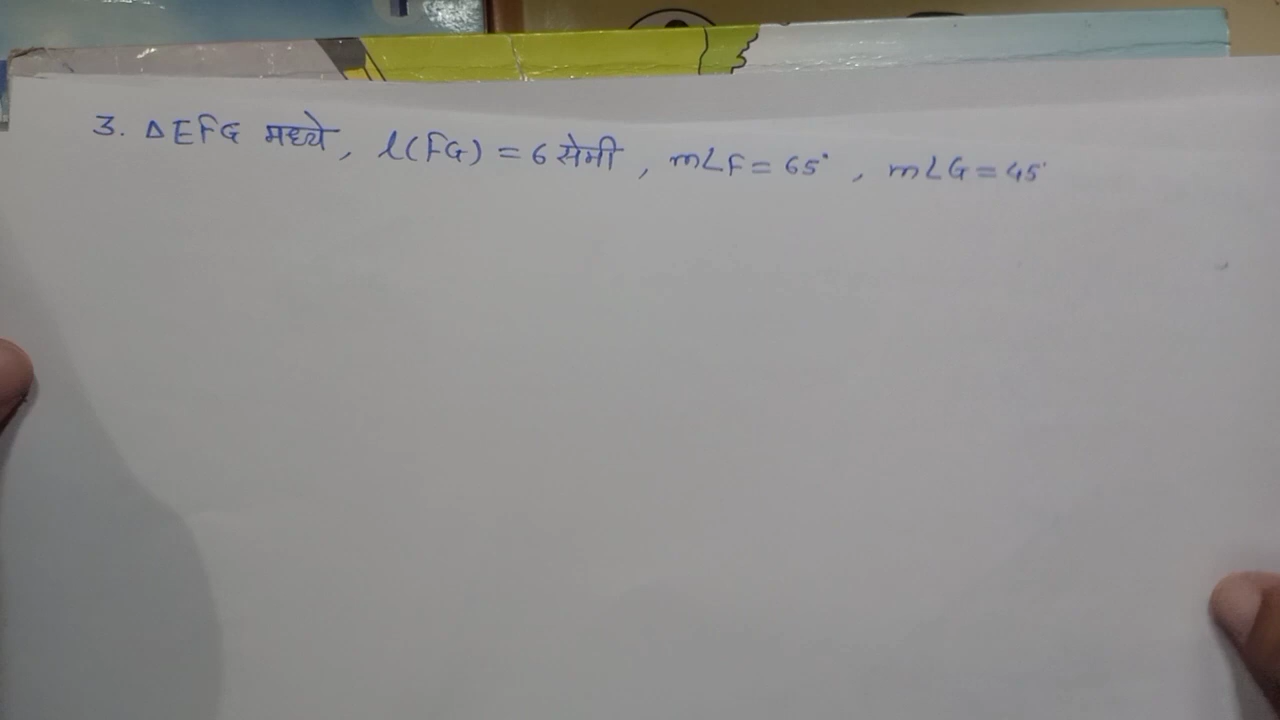 3. ΔEFG मध्ये, l(FG) = 6 सेमी, m∠F = 65°, m∠G = 45°